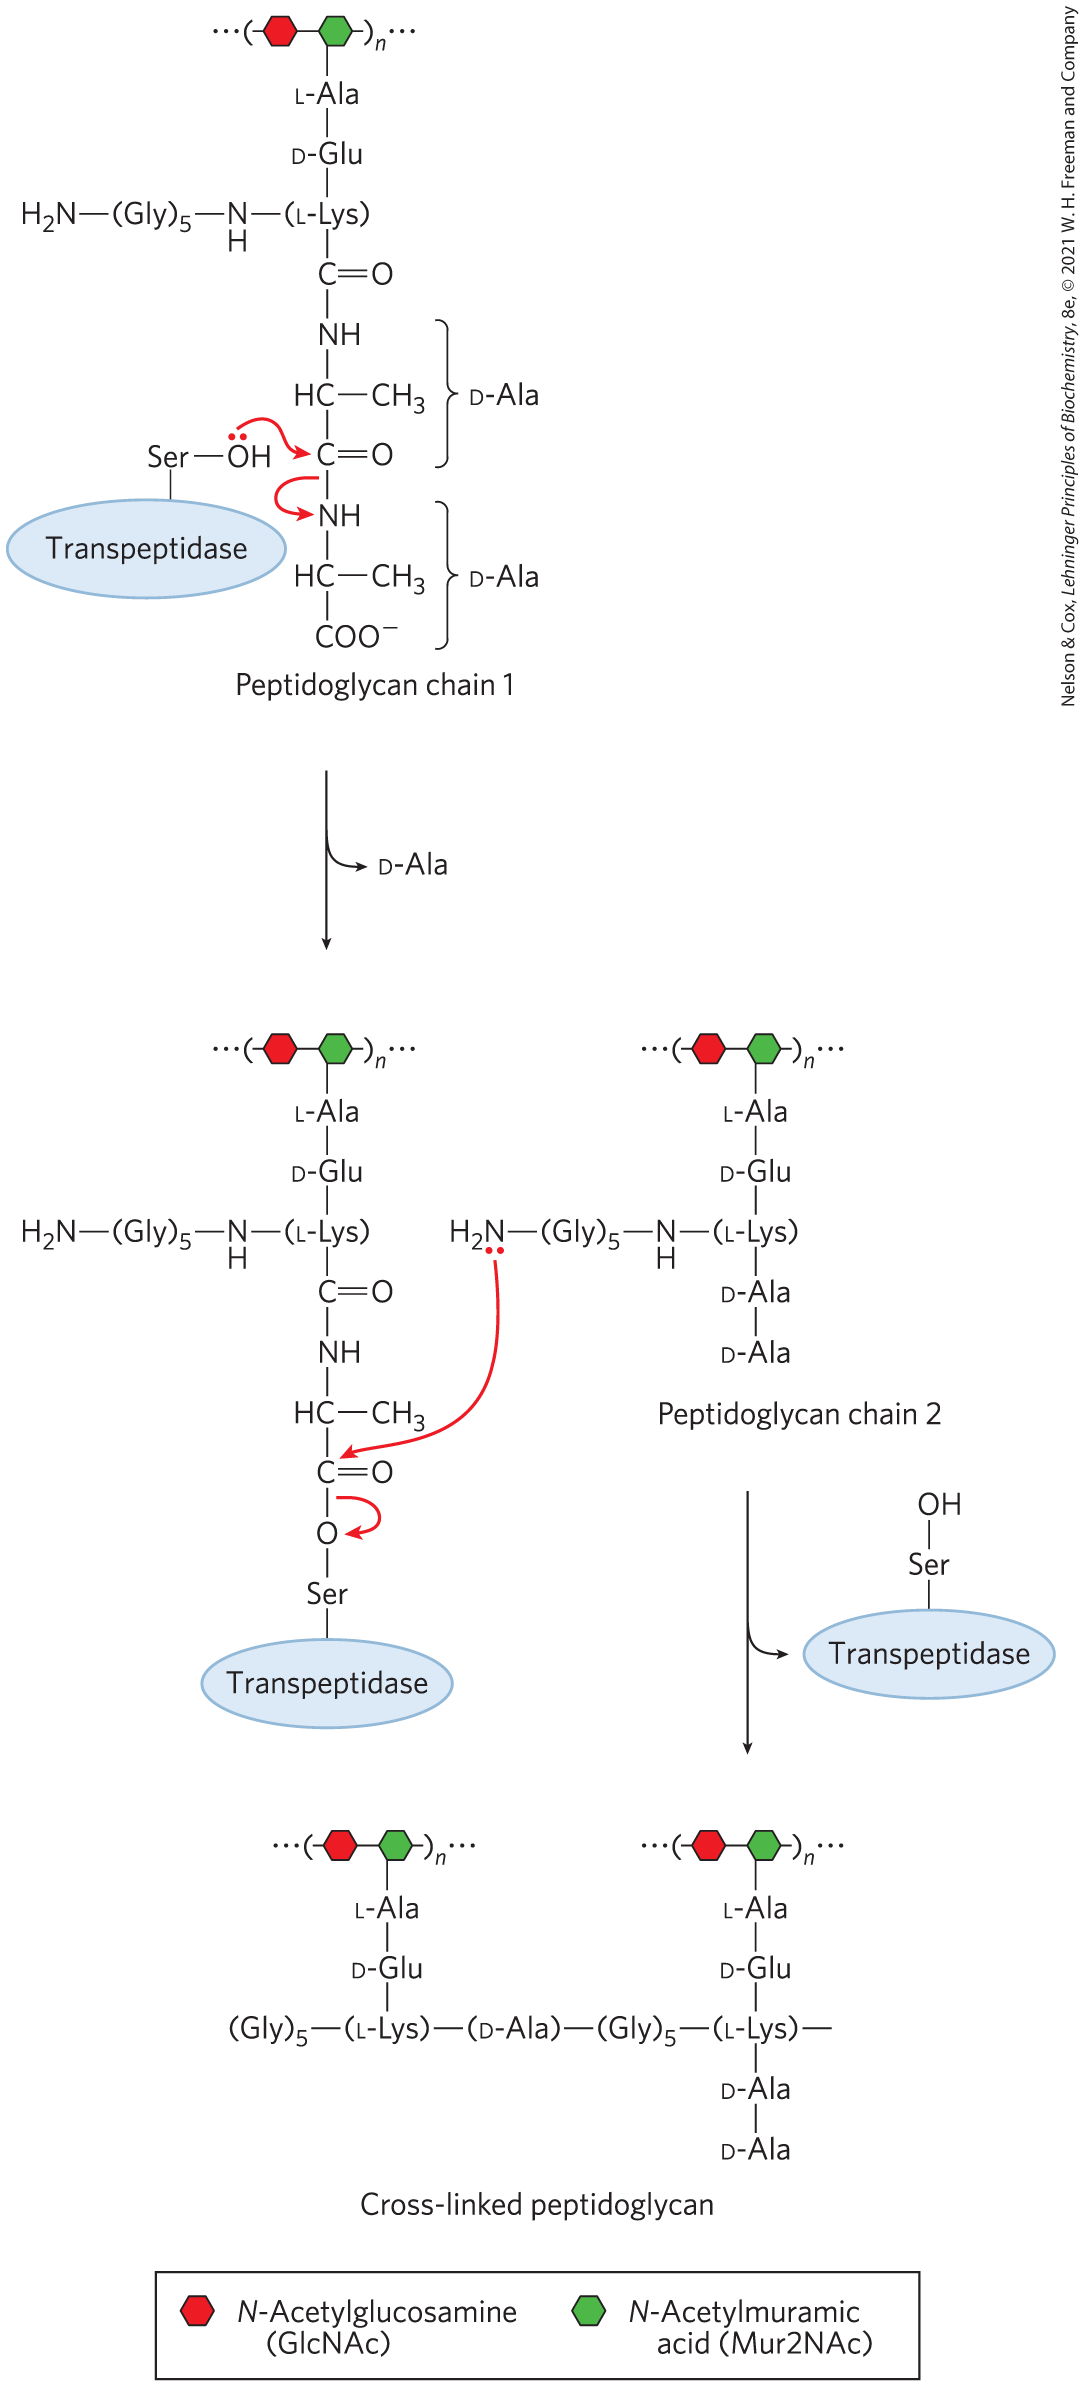 ···( )n···
L-Ala
D-Glu
H₂N—(Gly)₅—N—(L-Lys)
H
C=O
NH
HC—CH₃ D-Ala
Ser—OH C=O
NH
Transpeptidase
HC—CH₃ D-Ala
COO⁻
Peptidoglycan chain 1
D-Ala
···( )n··· ···( )n···
L-Ala L-Ala
D-Glu D-Glu
H₂N—(Gly)₅—N—(L-Lys) H₂N—(Gly)₅—N—(L-Lys)
H H
C=O D-Ala
NH D-Ala
HC—CH₃ Peptidoglycan chain 2
C=O
O OH
Ser Ser
Transpeptidase Transpeptidase
···( )n··· ···( )n···
L-Ala L-Ala
D-Glu D-Glu
(Gly)₅—(L-Lys)—(D-Ala)—(Gly)₅—(L-Lys)—
D-Ala
D-Ala
Cross-linked peptidoglycan
N-Acetylglucosamine
(GlcNAc)
N-Acetylmuramic
acid (Mur2NAc)
Nelson & Cox, Lehninger Principles of Biochemistry, 8e, © 2021 W. H. Freeman and Company